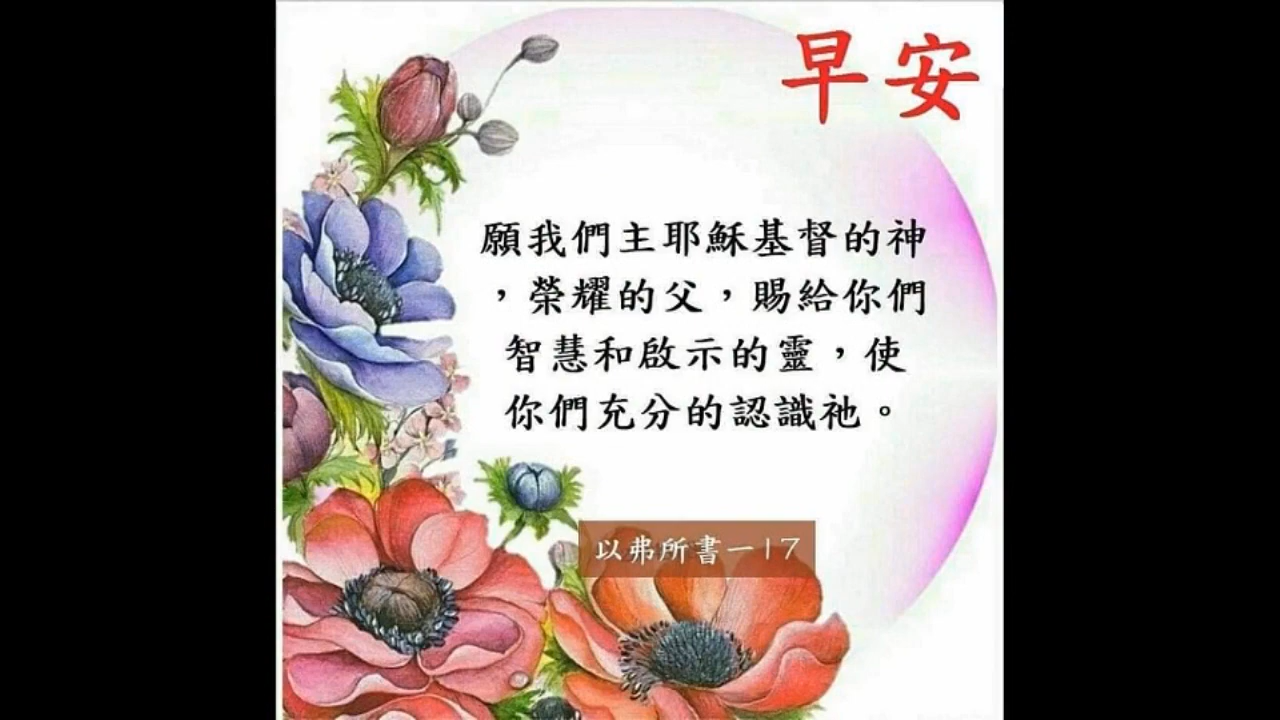 早安
願我們主耶穌基督的神
，榮耀的父，賜給你們
智慧和啟示的靈，使
你們充分的認識祂。
以弗所書一17